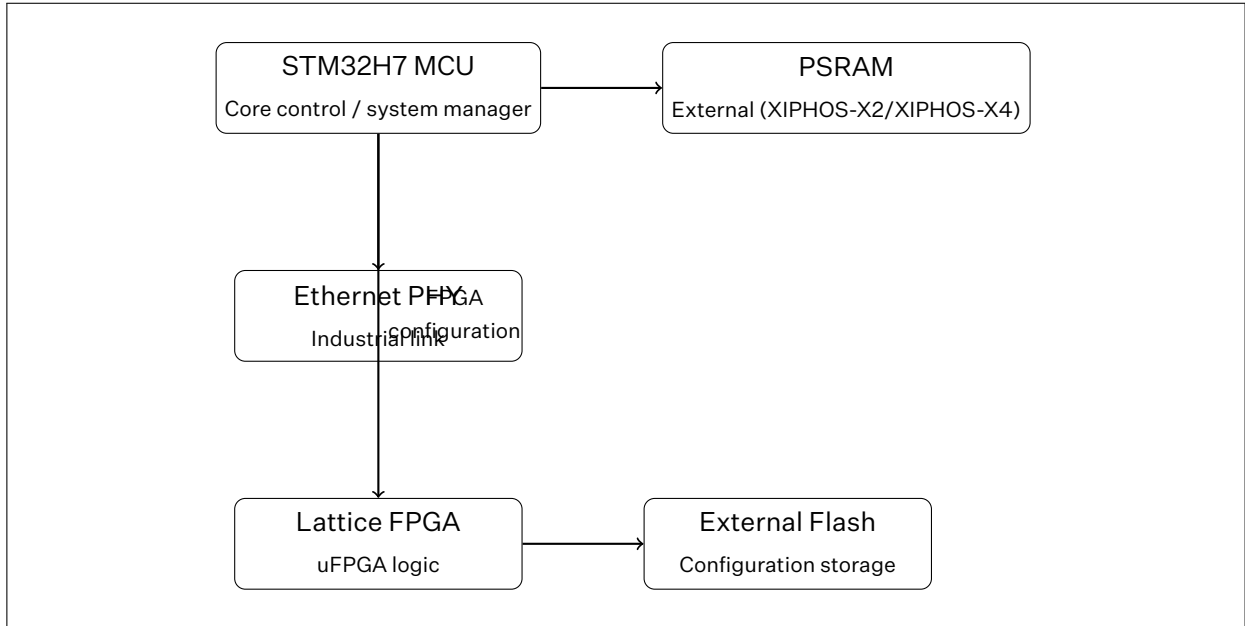 STM32H7 MCU
Core control / system manager
PSRAM
External (XIPHOS-X2/XIPHOS-X4)
Ethernet PHY
Industrial link
FPGA
configuration
Lattice FPGA
uFPGA logic
External Flash
Configuration storage